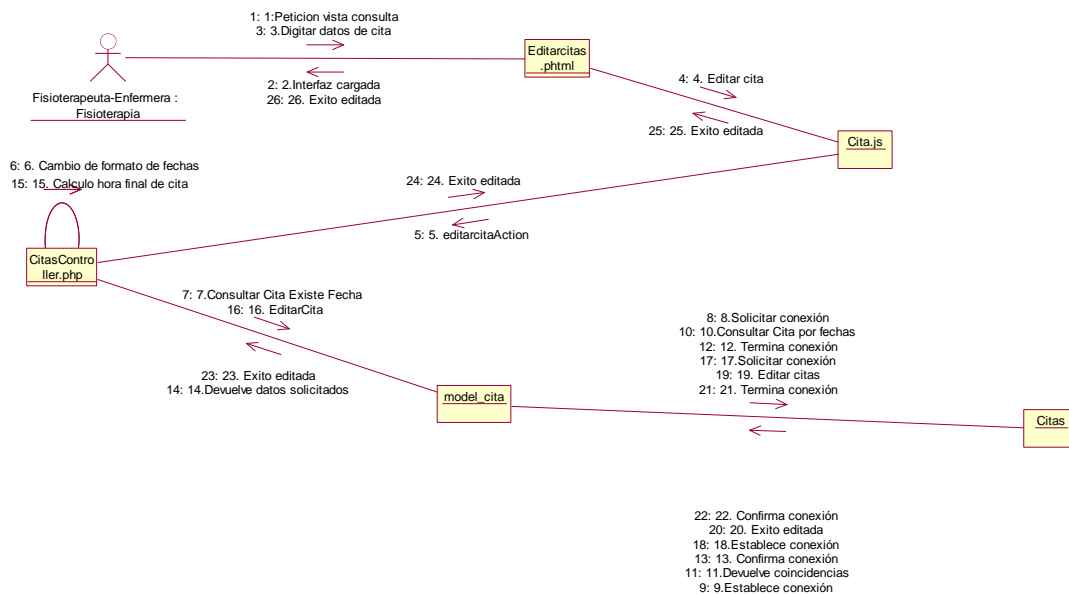 1: 1:Peticion vista consulta
3: 3.Digitar datos de cita
Editarcitas
.phtml
2: 2.Interfaz cargada
26: 26. Exito editada
Fisioterapeuta-Enfermera :
Fisioterapia
4: 4. Editar cita
25: 25. Exito editada
Cita.js
6: 6. Cambio de formato de fechas
15: 15. Calculo hora final de cita
24: 24. Exito editada
5: 5. editarcitaAction
CitasContro
ller.php
7: 7.Consultar Cita Existe Fecha
16: 16. EditarCita
23: 23. Exito editada
14: 14.Devuelve datos solicitados
model_cita
8: 8.Solicitar conexión
10: 10.Consultar Cita por fechas
12: 12. Termina conexión
17: 17.Solicitar conexión
19: 19. Editar citas
21: 21. Termina conexión
Citas
22: 22. Confirma conexión
20: 20. Exito editada
18: 18.Establece conexión
13: 13. Confirma conexión
11: 11.Devuelve coincidencias
9: 9.Establece conexión